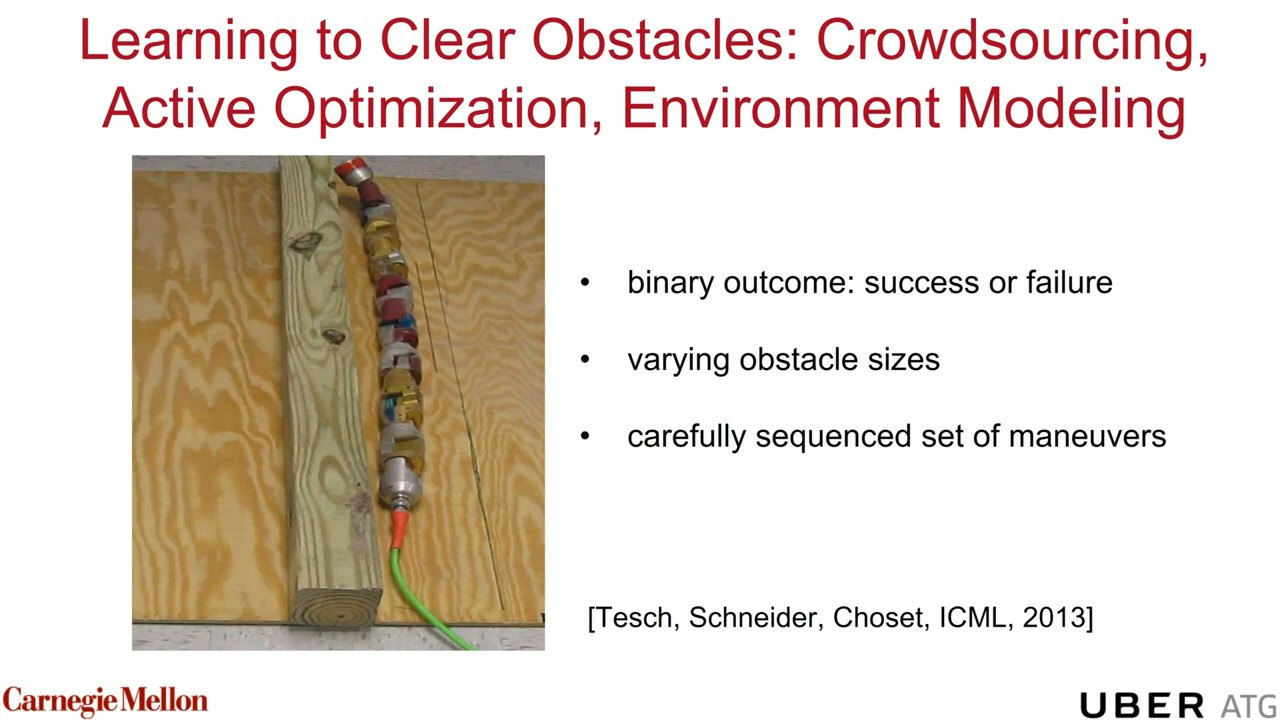 Learning to Clear Obstacles: Crowdsourcing,
Active Optimization, Environment Modeling
• binary outcome: success or failure
• varying obstacle sizes
• carefully sequenced set of maneuvers
[Tesch, Schneider, Choset, ICML, 2013]
Carnegie Mellon
UBER ATG